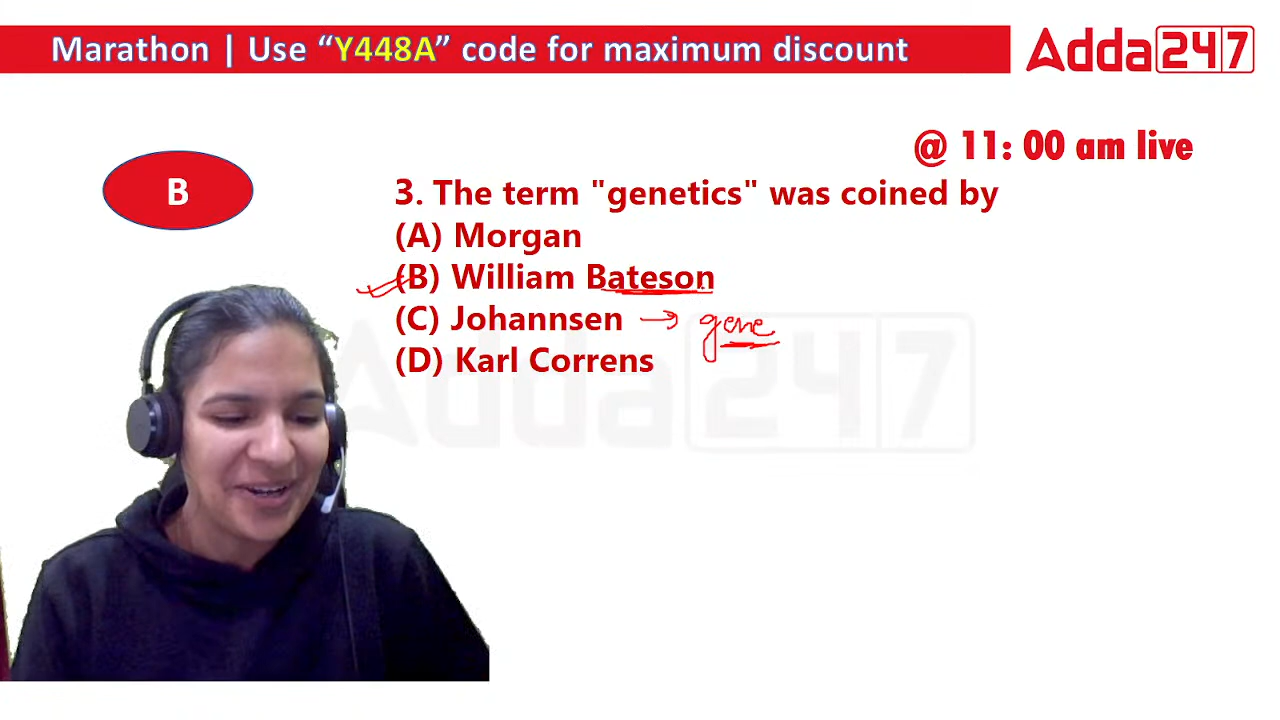 Marathon | Use “Y448A” code for maximum discount
Adda247
@ 11: 00 am live
B
3. The term "genetics" was coined by
(A) Morgan
(B) William Bateson
(C) Johannsen → gene
(D) Karl Correns
Adda247